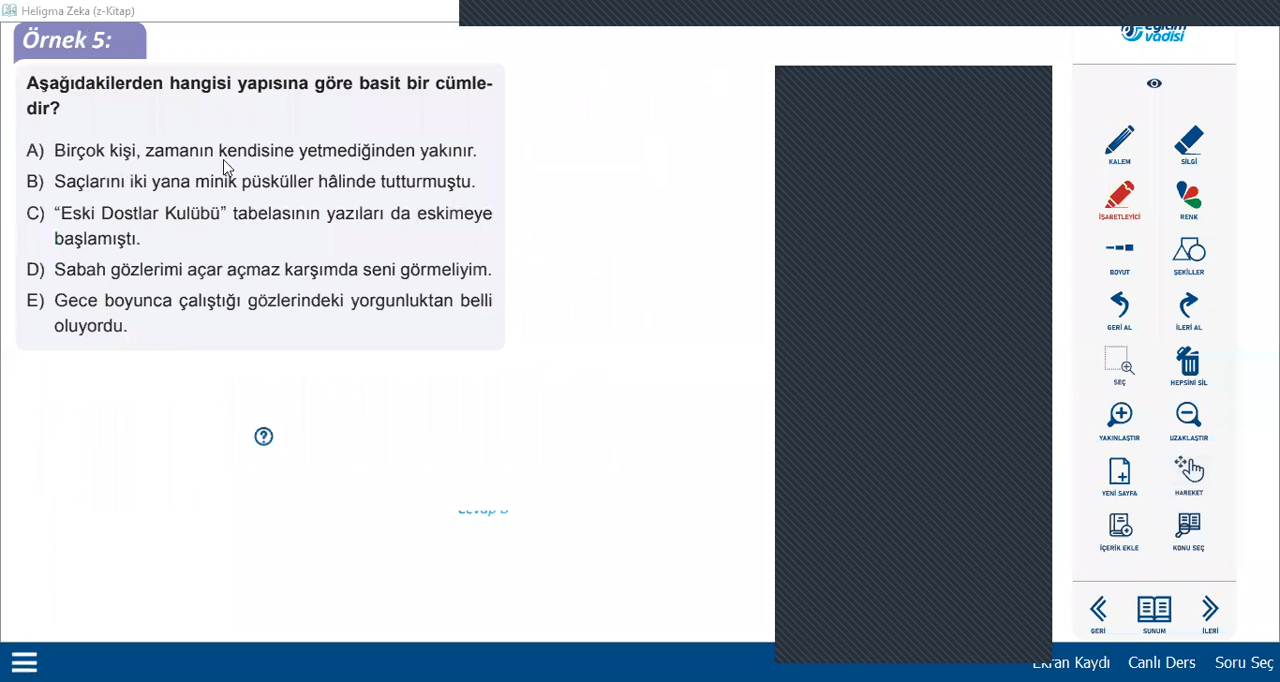 Heligma Zeka (z-Kitap)
Örnek 5:
Aşağıdakilerden hangisi yapısına göre basit bir cümle-
dir?
A) Birçok kişi, zamanın kendisine yetmediğinden yakınır.
B) Saçlarını iki yana minik püsküller hâlinde tutturmuştu.
C) “Eski Dostlar Kulübü” tabelasının yazıları da eskimeye
başlamıştı.
D) Sabah gözlerimi açar açmaz karşımda seni görmeliyim.
E) Gece boyunca çalıştığı gözlerindeki yorgunluktan belli
oluyordu.
vadisi
KALEM SİLGİ
İŞARETLEYİCİ RENK
BOYUT ŞEKİLLER
GERİ AL İLERİ AL
SEÇ HEPSİNİ SİL
YAKINLAŞTIR UZAKLAŞTIR
YENİ SAYFA HAREKET
İÇERİK EKLE KONU SEÇ
GERİ SUNUM İLERİ
Ekran Kaydı Canlı Ders Soru Seç